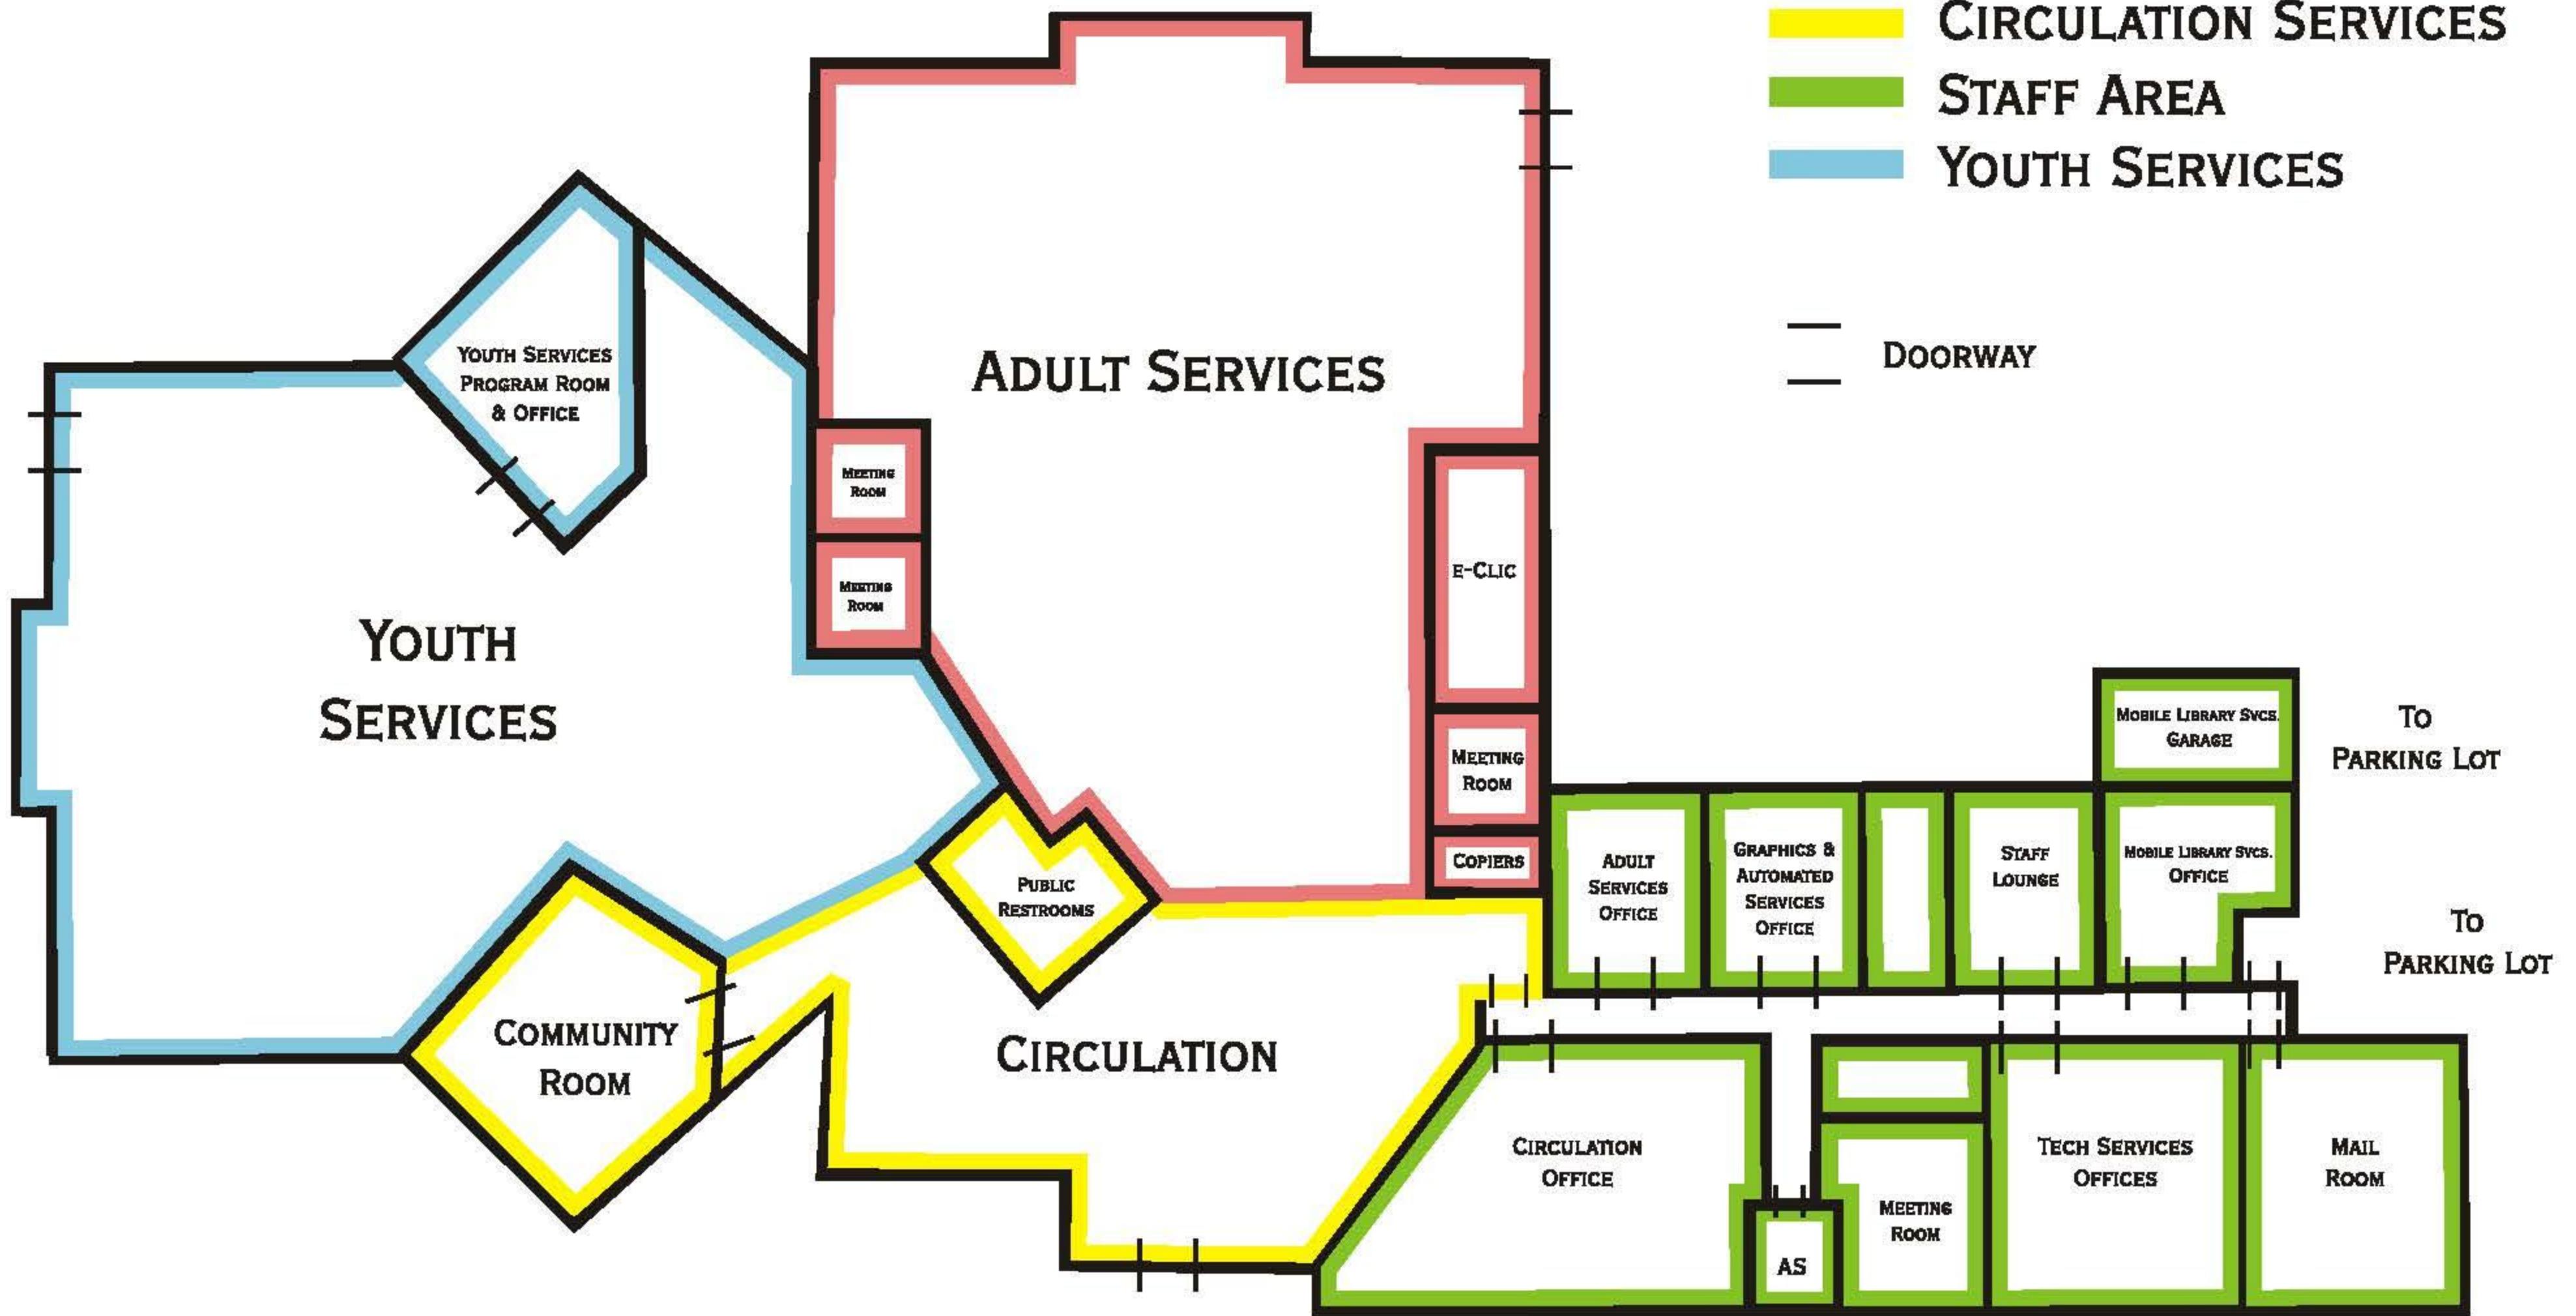 CIRCULATION SERVICES
STAFF AREA
YOUTH SERVICES
DOORWAY
YOUTH SERVICES
PROGRAM ROOM
& OFFICE
ADULT SERVICES
MEETING
ROOM
MEETING
ROOM
E-CLIC
YOUTH
SERVICES
MEETING
ROOM
COPIERS
MOBILE LIBRARY SVCS.
GARAGE
TO
PARKING LOT
ADULT
SERVICES
OFFICE
GRAPHICS &
AUTOMATED
SERVICES
OFFICE
STAFF
LOUNGE
MOBILE LIBRARY SVCS.
OFFICE
TO
PARKING LOT
PUBLIC
RESTROOMS
COMMUNITY
ROOM
CIRCULATION
CIRCULATION
OFFICE
AS
MEETING
ROOM
TECH SERVICES
OFFICES
MAIL
ROOM